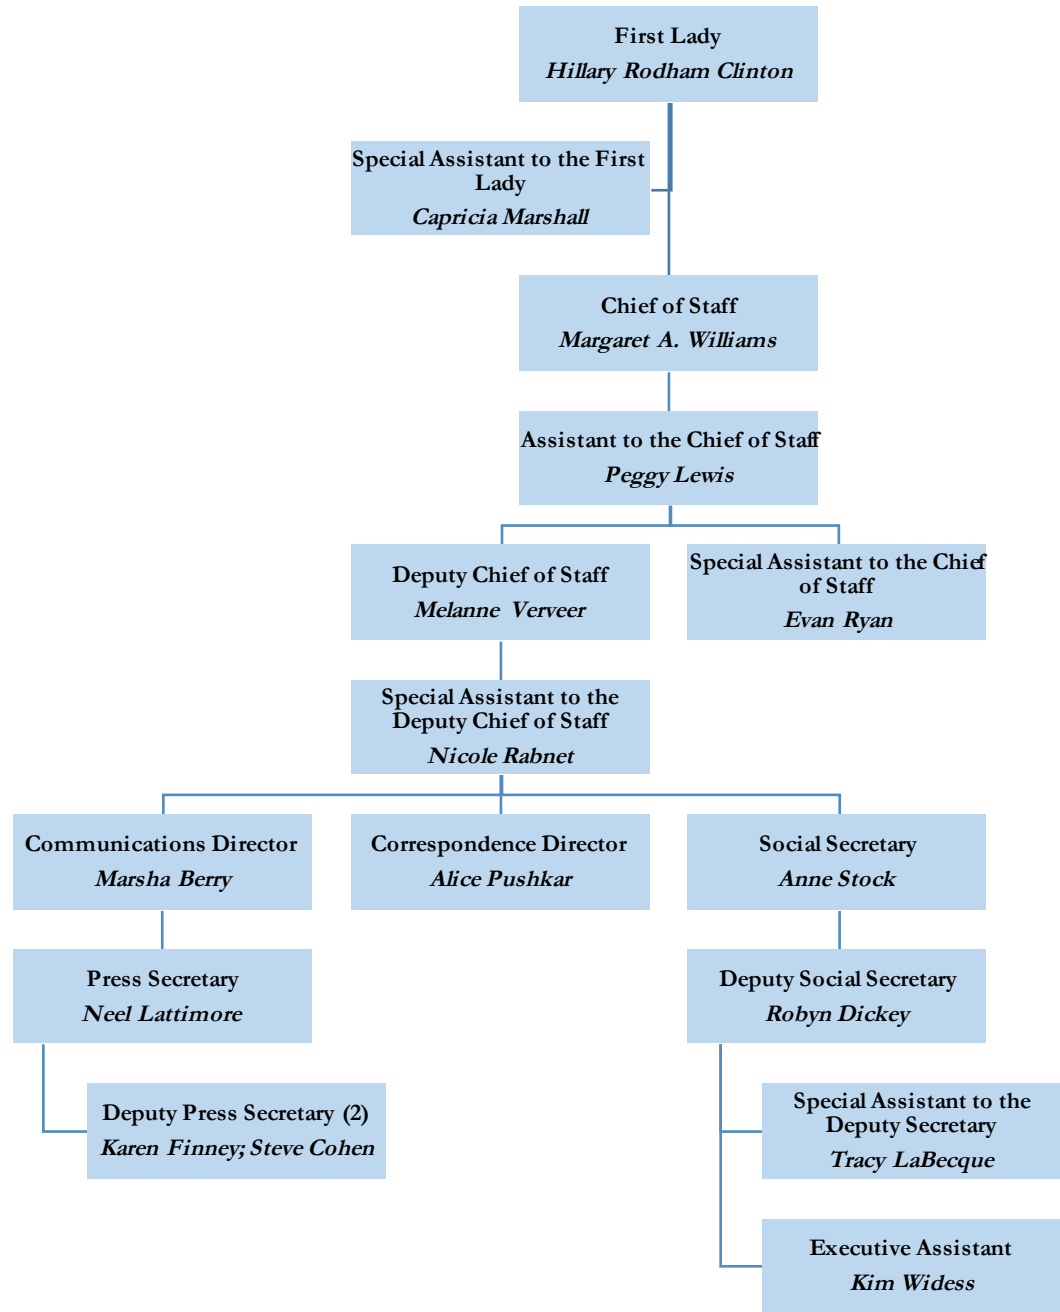 First Lady
Hillary Rodham Clinton
Special Assistant to the First
Lady
Capricia Marshall
Chief of Staff
Margaret A. Williams
Assistant to the Chief of Staff
Peggy Lewis
Deputy Chief of Staff
Melanne Verveer
Special Assistant to the Chief
of Staff
Evan Ryan
Special Assistant to the
Deputy Chief of Staff
Nicole Rabnet
Communications Director
Marsha Berry
Correspondence Director
Alice Pushkar
Social Secretary
Anne Stock
Press Secretary
Neel Lattimore
Deputy Social Secretary
Robyn Dickey
Deputy Press Secretary (2)
Karen Finney; Steve Cohen
Special Assistant to the
Deputy Secretary
Tracy LaBecque
Executive Assistant
Kim Widess